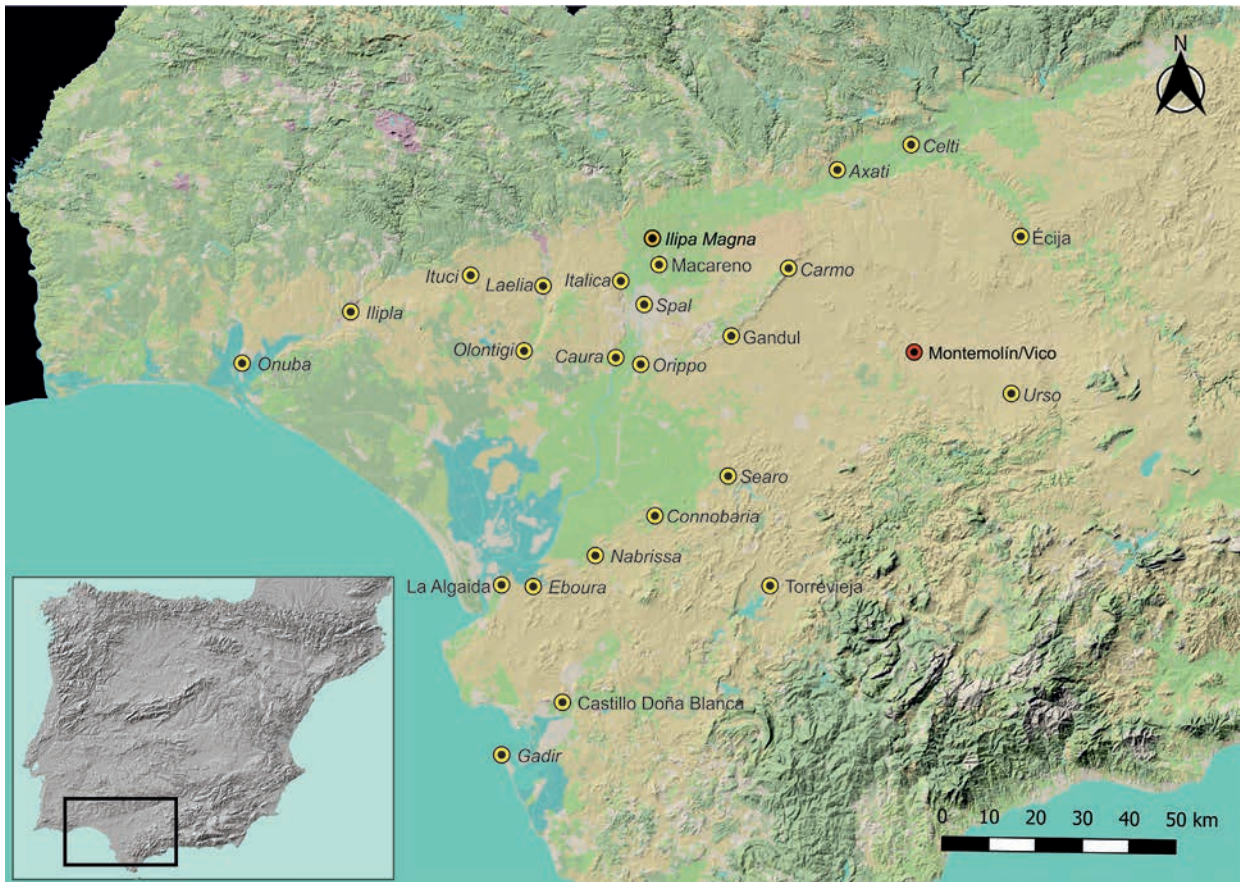 N
Celti
Axati
Ilipa Magna
Écija
Macareno
Carmo
Ituci
Laelia
Italica
Spal
Ilipla
Gandul
Olontigi
Caura
Orippo
Montemolín/Vico
Onuba
Urso
Searo
Connobaria
Nabrissa
La Algaida
Eboura
Torrevieja
Castillo Doña Blanca
Gadir
0 10 20 30 40 50 km